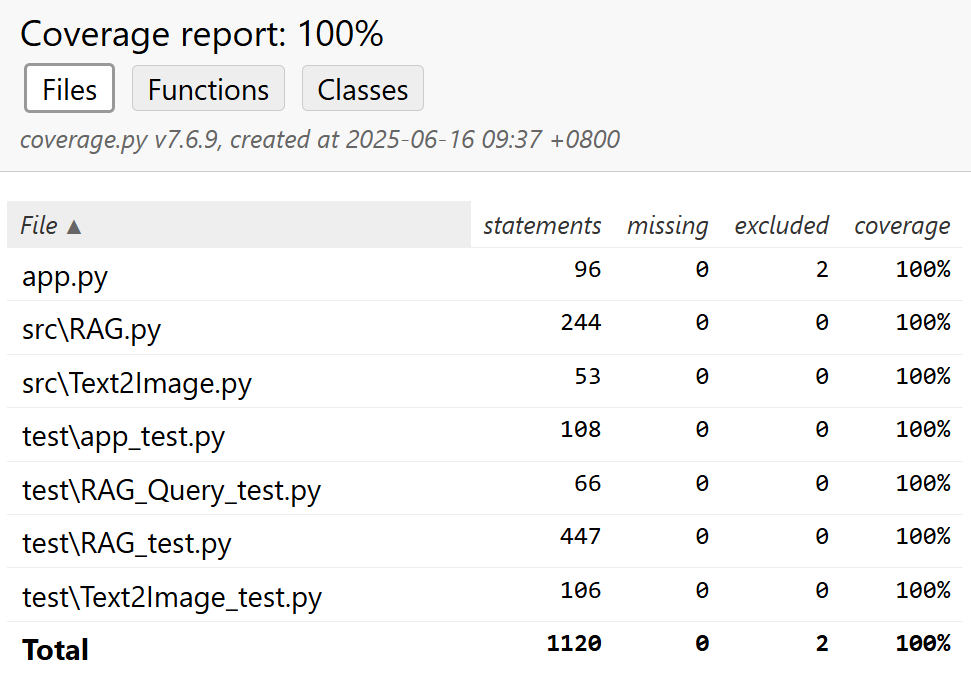 Coverage report: 100%
Files Functions Classes
coverage.py v7.6.9, created at 2025-06-16 09:37 +0800
File ▲ statements missing excluded coverage
app.py 96 0 2 100%
src\RAG.py 244 0 0 100%
src\Text2Image.py 53 0 0 100%
test\app_test.py 108 0 0 100%
test\RAG_Query_test.py 66 0 0 100%
test\RAG_test.py 447 0 0 100%
test\Text2Image_test.py 106 0 0 100%
Total 1120 0 2 100%